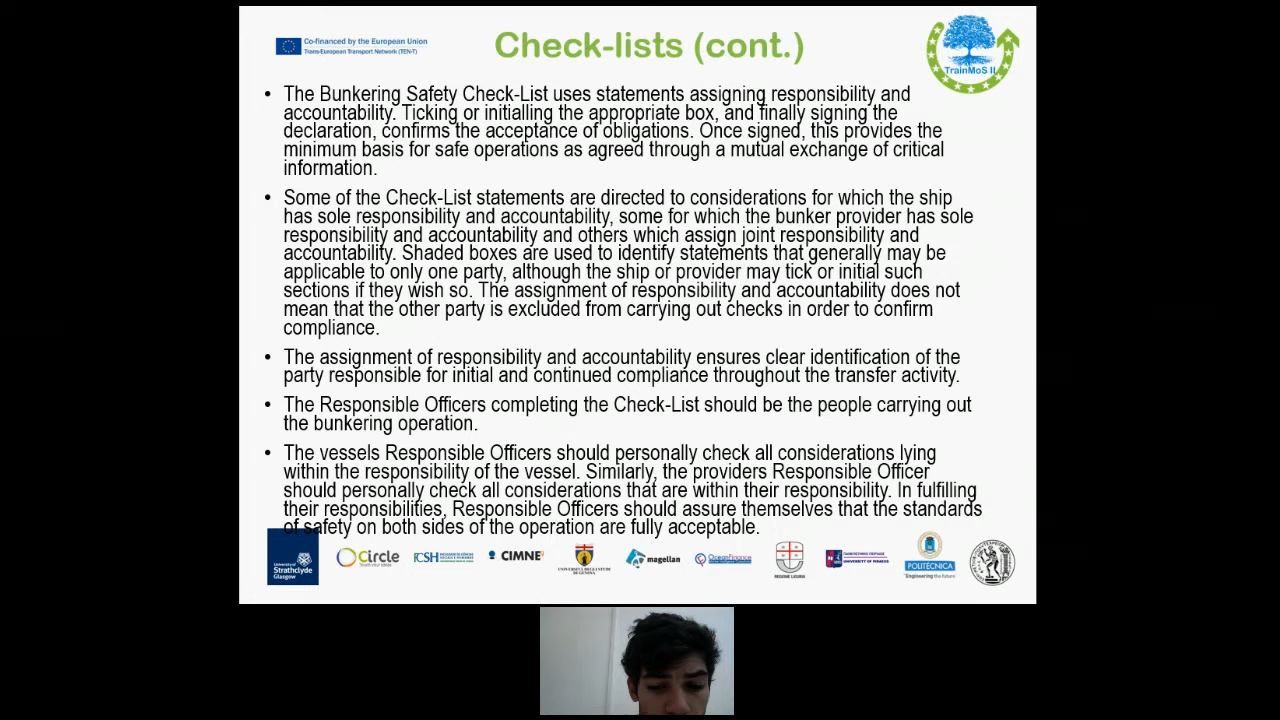 Co-financed by the European Union
Trans-European Transport Network (TEN-T)
Check-lists (cont.)
TrainMoS II
• The Bunkering Safety Check-List uses statements assigning responsibility and
accountability. Ticking or initialling the appropriate box, and finally signing the
declaration, confirms the acceptance of obligations. Once signed, this provides the
minimum basis for safe operations as agreed through a mutual exchange of critical
information.
• Some of the Check-List statements are directed to considerations for which the ship
has sole responsibility and accountability, some for which the bunker provider has sole
responsibility and accountability and others which assign joint responsibility and
accountability. Shaded boxes are used to identify statements that generally may be
applicable to only one party, although the ship or provider may tick or initial such
sections if they wish so. The assignment of responsibility and accountability does not
mean that the other party is excluded from carrying out checks in order to confirm
compliance.
• The assignment of responsibility and accountability ensures clear identification of the
party responsible for initial and continued compliance throughout the transfer activity.
• The Responsible Officers completing the Check-List should be the people carrying out
the bunkering operation.
• The vessels Responsible Officers should personally check all considerations lying
within the responsibility of the vessel. Similarly, the providers Responsible Officer
should personally check all considerations that are within their responsibility. In fulfilling
their responsibilities, Responsible Officers should assure themselves that the standards
of safety on both sides of the operation are fully acceptable.
University of
Strathclyde
Glasgow
Circle
FCSH
CIMNE
UNIVERSITÀ DEGLI STUDI
DI GENOVA
magellan
OceanFinance
REGIONE LIGURIA
UNIVERSITY OF PIRAEUS
POLITÉCNICA
"Engineering the future"